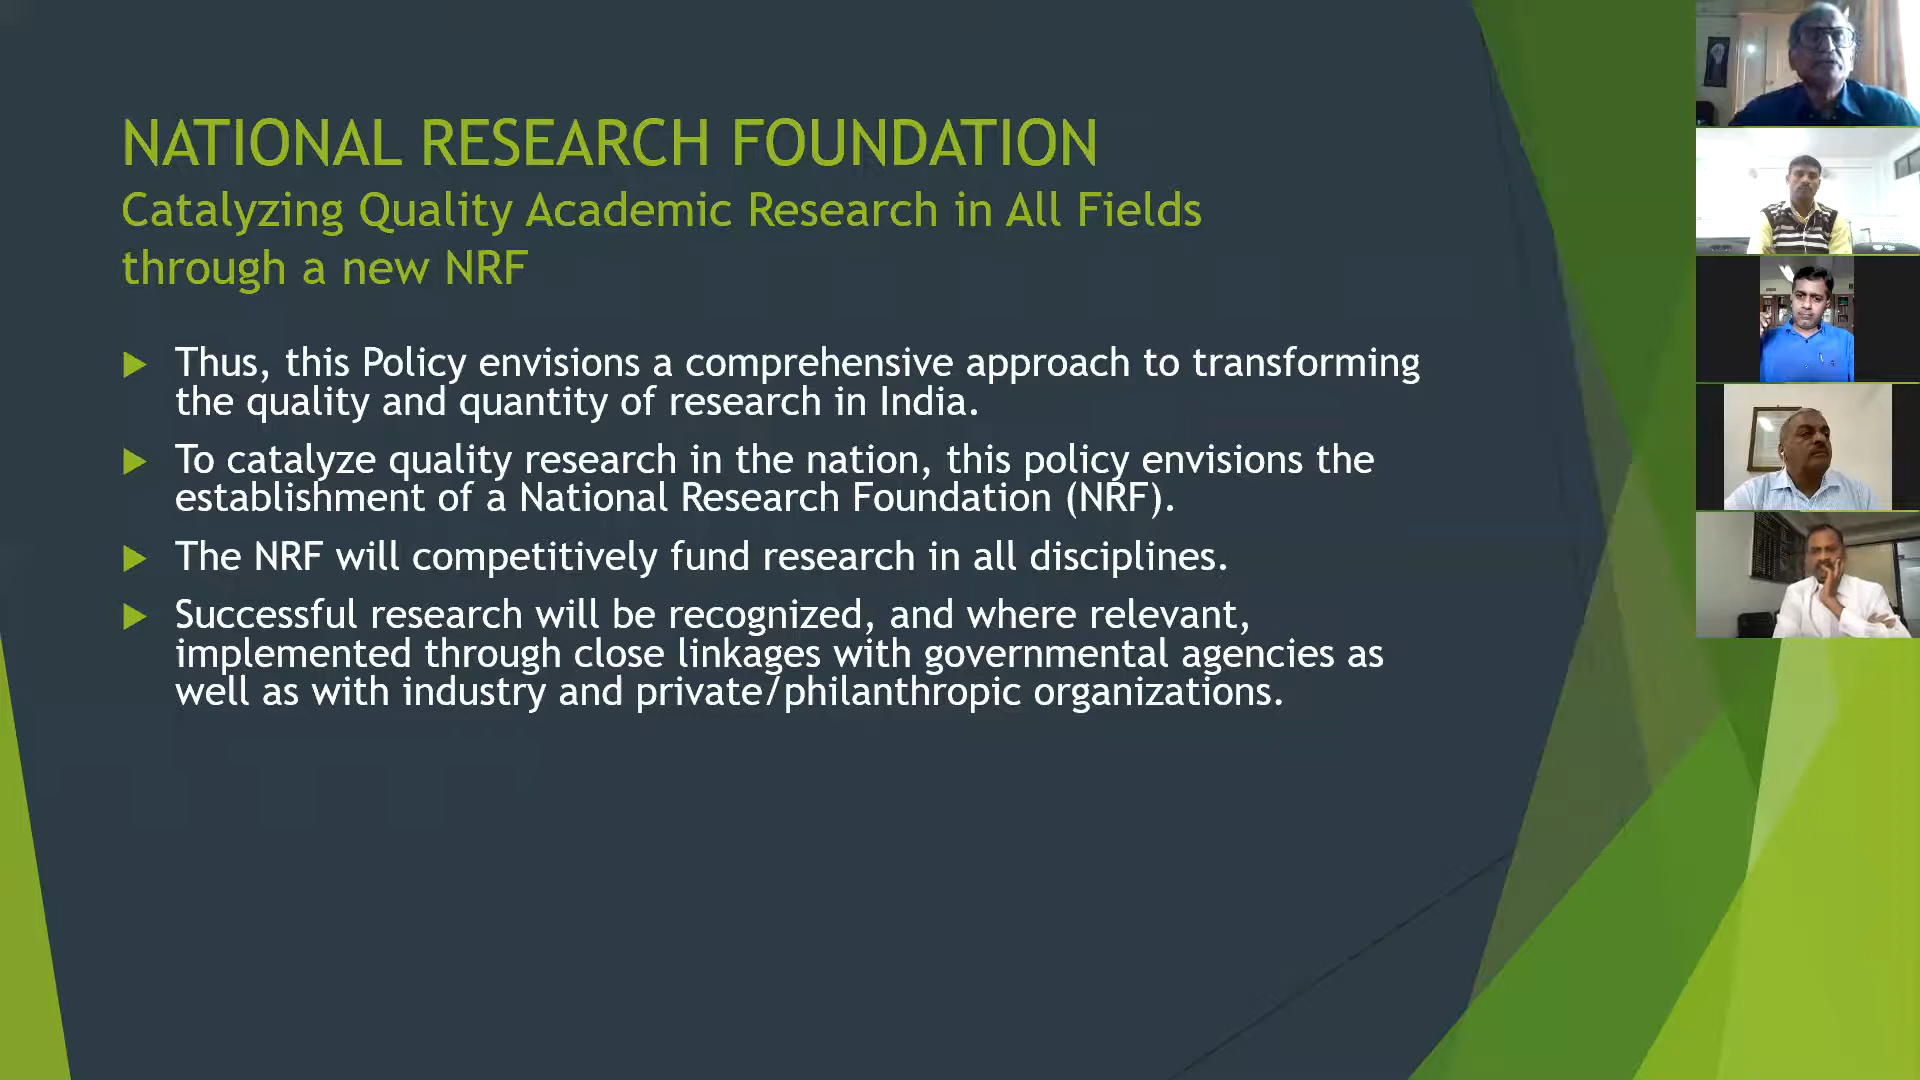 NATIONAL RESEARCH FOUNDATION
Catalyzing Quality Academic Research in All Fields
through a new NRF
Thus, this Policy envisions a comprehensive approach to transforming
the quality and quantity of research in India.
To catalyze quality research in the nation, this policy envisions the
establishment of a National Research Foundation (NRF).
The NRF will competitively fund research in all disciplines.
Successful research will be recognized, and where relevant,
implemented through close linkages with governmental agencies as
well as with industry and private/philanthropic organizations.